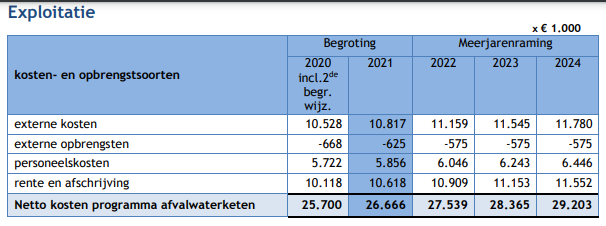 Exploitatie
x € 1.000
kosten- en opbrengstsoorten Begroting Meerjarenraming
2020 incl.2de begr. wijz. 2021 2022 2023 2024
externe kosten 10.528 10.817 11.159 11.545 11.780
externe opbrengsten -668 -625 -575 -575 -575
personeelskosten 5.722 5.856 6.046 6.243 6.446
rente en afschrijving 10.118 10.618 10.909 11.153 11.552
Netto kosten programma afvalwaterketen 25.700 26.666 27.539 28.365 29.203